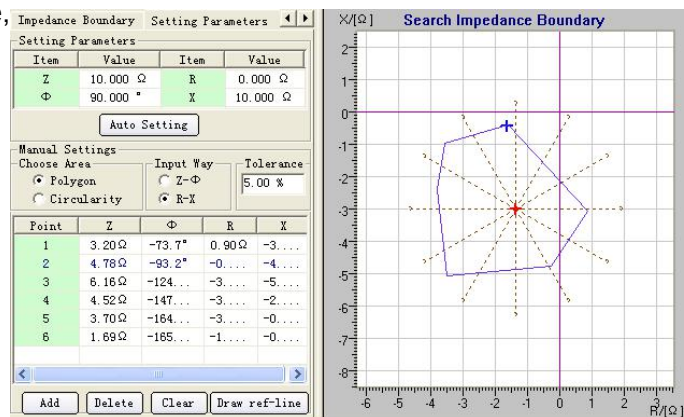 e,
Impedance Boundary Setting Parameters
Setting Parameters
Item Value Item Value
Z 10.000 Ω R 0.000 Ω
Φ 90.000 ° X 10.000 Ω
Auto Setting
Manual Settings
Choose Area Input Way Tolerance
Polygon Z-Φ 5.00 %
Circularity R-X
Point Z Φ R X
1 3.20Ω -73.7° 0.90Ω -3....
2 4.78Ω -93.2° -0.... -4....
3 6.16Ω -124... -3.... -5....
4 4.52Ω -147... -3.... -2....
5 3.70Ω -164... -3.... -0....
6 1.69Ω -165... -1.... -0....
Add Delete Clear Draw ref-line
X/[Ω] Search Impedance Boundary
2
1
0
-1
-2
-3
-4
-5
-6
-7
-8
-6 -5 -4 -3 -2 -1 0 1 2 3
R/[Ω]